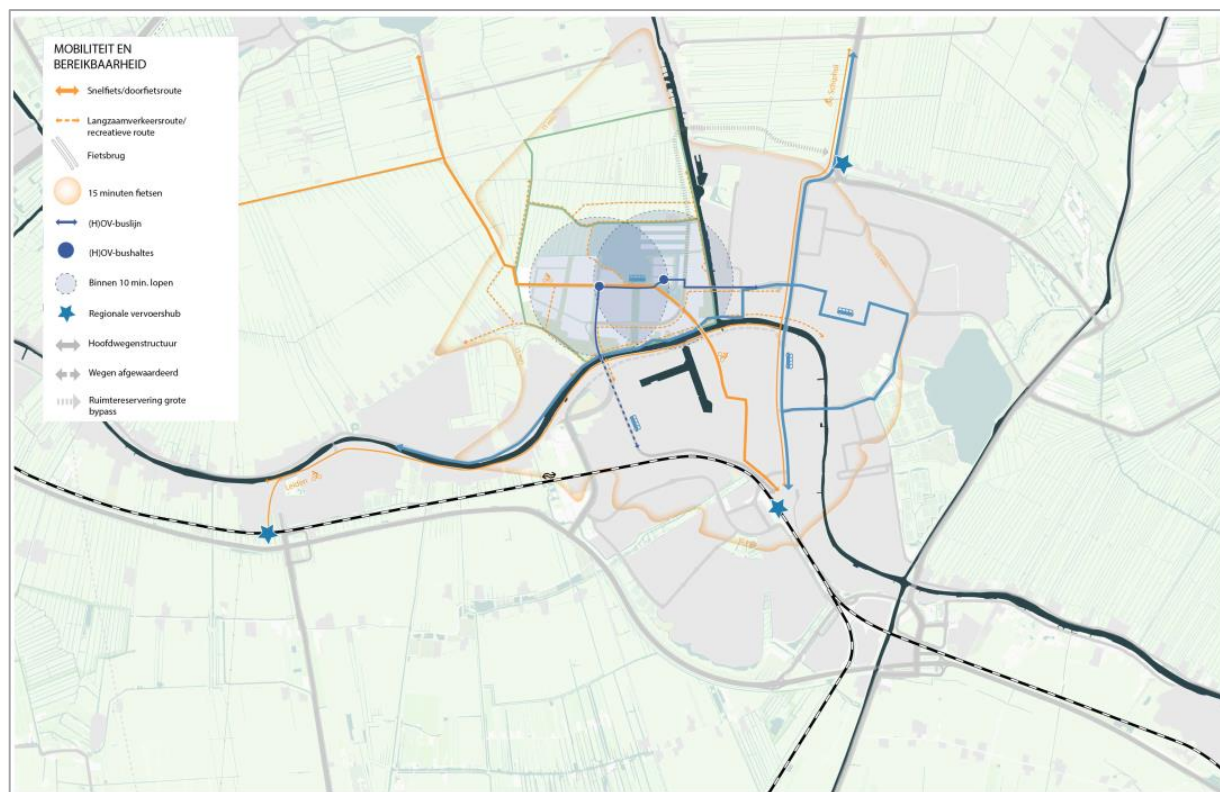 MOBILITEIT EN
BEREIKBAARHEID
Snelfiets/doorfietsroute
Langzaamverkeersroute/
recreatieve route
Fietsbrug
15 minuten fietsen
(H)OV-buslijn
(H)OV-bushaltes
Binnen 10 min. lopen
Regionale vervoershub
Hoofdwegenstructuur
Wegen afgewaardeerd
Ruimtereservering grote
bypass
Schiphol
Leiden